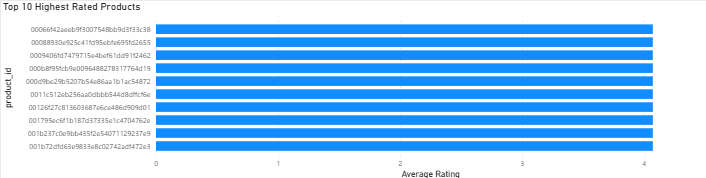 Top 10 Highest Rated Products
product_id
00066f42aeeb9f3007548bb9d3f33c38
00088930e925c41fd95ebfe695fd2655
0009406fd7479715e4bef61dd91f2462
000b8f95fcb9e0096488278317764d19
000d9be29b5207b54e86aa1b1ac54872
0011c512eb256aa0dbbb544d8dffcf6e
00126f27c813603687e6ce486d909d01
001795ec6f1b187d37335e1c4704762e
001b237c0e9bb435f2e54071129237e9
001b72dfd63e9833e8c02742adf472e3
0 1 2 3 4
Average Rating